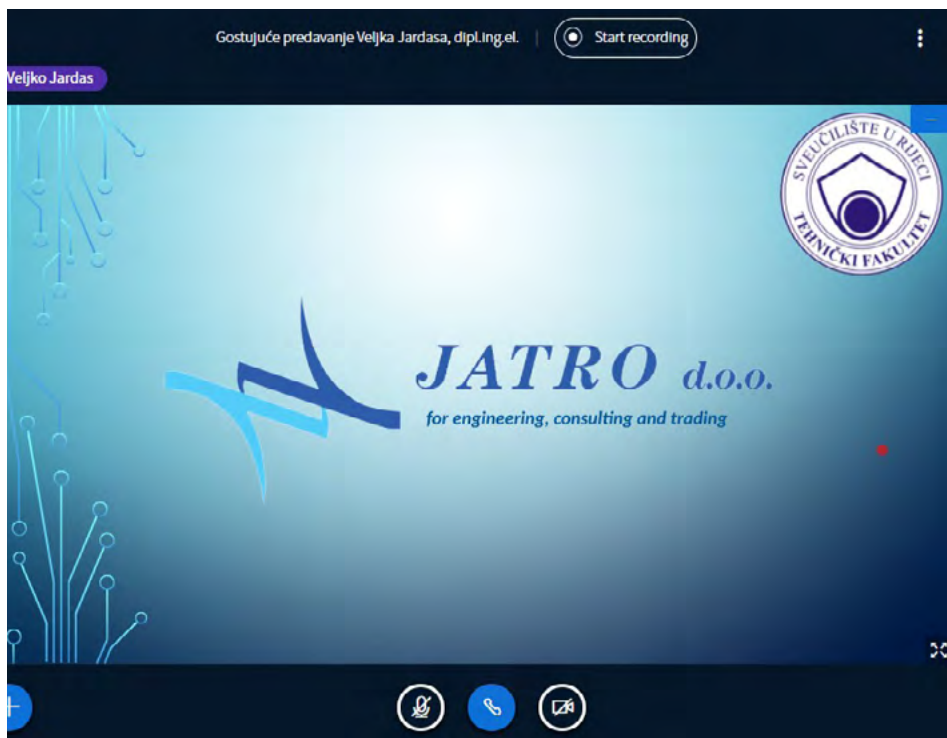 Gostujuće predavanje Veljka Jardasa, dipl.ing.el.
Start recording
Veljko Jardas
SVEUČILIŠTE U RIJECI
TEHNIČKI FAKULTET
JATRO d.o.o.
for engineering, consulting and trading